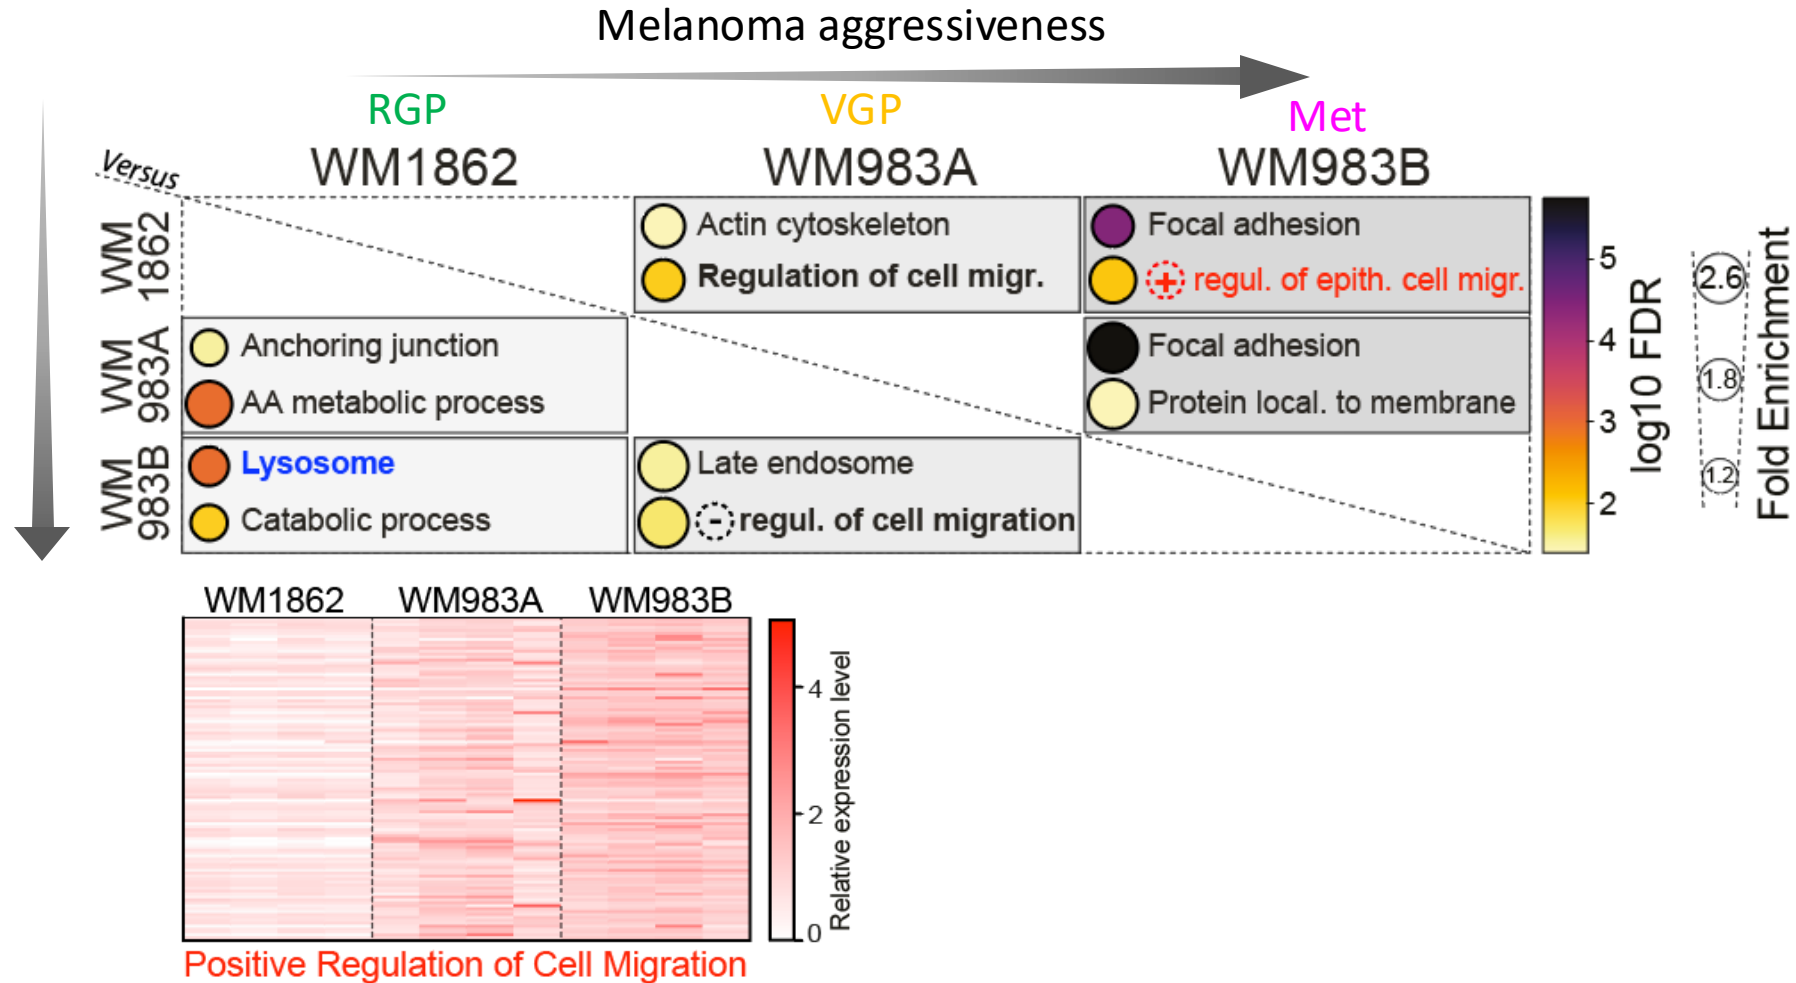 Melanoma aggressiveness
RGP
VGP
Met
Versus
WM1862
WM983A
WM983B
WM
1862
Actin cytoskeleton
Regulation of cell migr.
Focal adhesion
+ regul. of epith. cell migr.
WM
983A
Anchoring junction
AA metabolic process
Focal adhesion
Protein local. to membrane
WM
983B
Lysosome
Catabolic process
Late endosome
- regul. of cell migration
5
4
3
2
log10 FDR
2.6
1.8
1.2
Fold Enrichment
WM1862
WM983A
WM983B
4
2
0
Relative expression level
Positive Regulation of Cell Migration